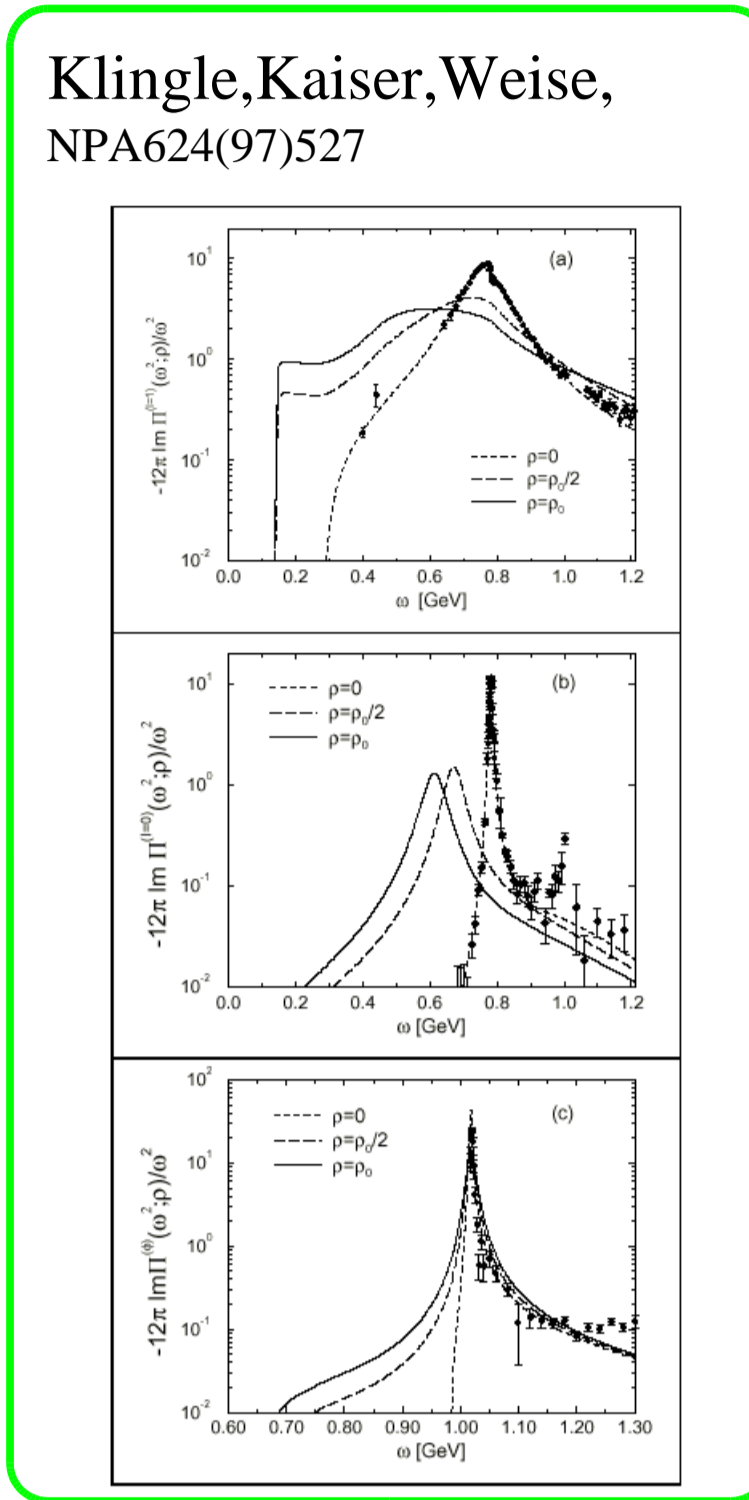 Klingle,Kaiser,Weise,
NPA624(97)527
(a)
10¹
10⁰
10⁻¹
10⁻²
-12π Im Π⁽ᴵ⁼¹⁾(ω²;ρ)/ω²
ρ=0
ρ=ρ₀/2
ρ=ρ₀
0.0 0.2 0.4 0.6 0.8 1.0 1.2
ω [GeV]
(b)
10¹
10⁰
10⁻¹
10⁻²
-12π Im Π⁽ᴵ⁼⁰⁾(ω²;ρ)/ω²
ρ=0
ρ=ρ₀/2
ρ=ρ₀
0.0 0.2 0.4 0.6 0.8 1.0 1.2
ω [GeV]
(c)
10²
10¹
10⁰
10⁻¹
10⁻²
-12π ImΠ⁽ᶲ⁾(ω²;ρ)/ω²
ρ=0
ρ=ρ₀/2
ρ=ρ₀
0.60 0.70 0.80 0.90 1.00 1.10 1.20 1.30
ω [GeV]